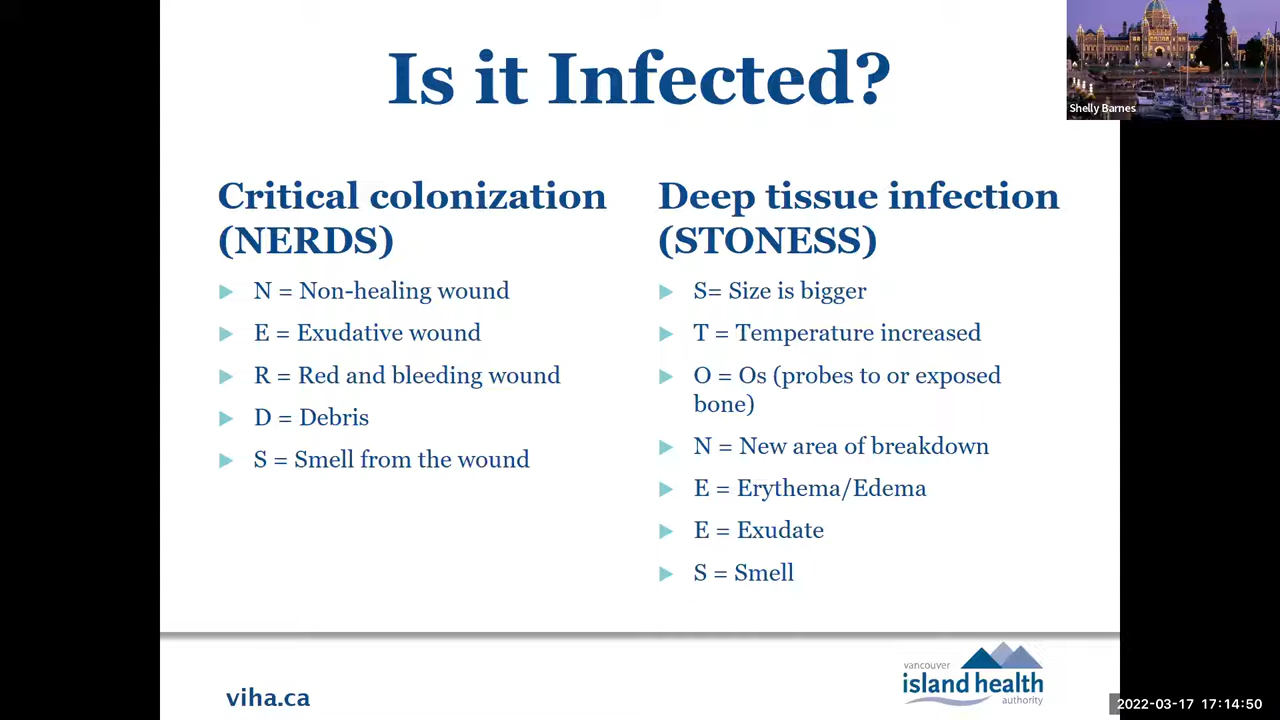 Is it Infected?
Shelly Barnes
Critical colonization
(NERDS)
N = Non-healing wound
E = Exudative wound
R = Red and bleeding wound
D = Debris
S = Smell from the wound
Deep tissue infection
(STONESS)
S= Size is bigger
T = Temperature increased
O = Os (probes to or exposed
bone)
N = New area of breakdown
E = Erythema/Edema
E = Exudate
S = Smell
viha.ca
vancouver
island health
authority
2022-03-17 17:14:50